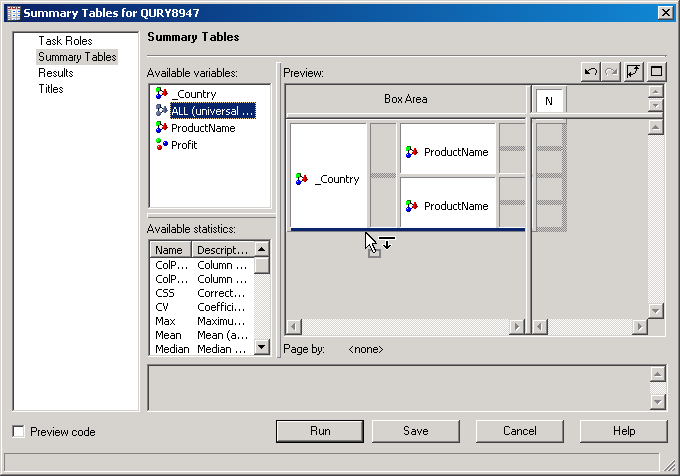 Summary Tables for QURY8947
Task Roles
Summary Tables
Results
Titles
Summary Tables
Available variables:
_Country
ALL (universal ...
ProductName
Profit
Available statistics:
Name Descript...
ColP... Column ...
ColP... Column ...
CSS Correct...
CV Coeffici...
Max Maximu...
Mean Mean (a...
Median Median ...
Preview:
Box Area
N
_Country
ProductName
ProductName
Page by: <none>
Preview code
Run Save Cancel Help